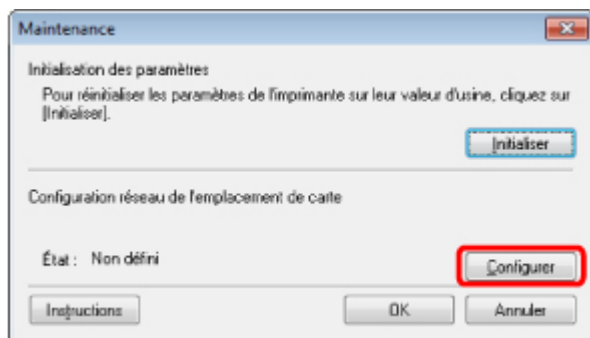 Maintenance
Initialisation des paramètres
Pour réinitialiser les paramètres de l'imprimante sur leur valeur d'usine, cliquez sur
[Initialiser].
Initialiser
Configuration réseau de l'emplacement de carte
État : Non défini
Configurer
Instructions
OK
Annuler